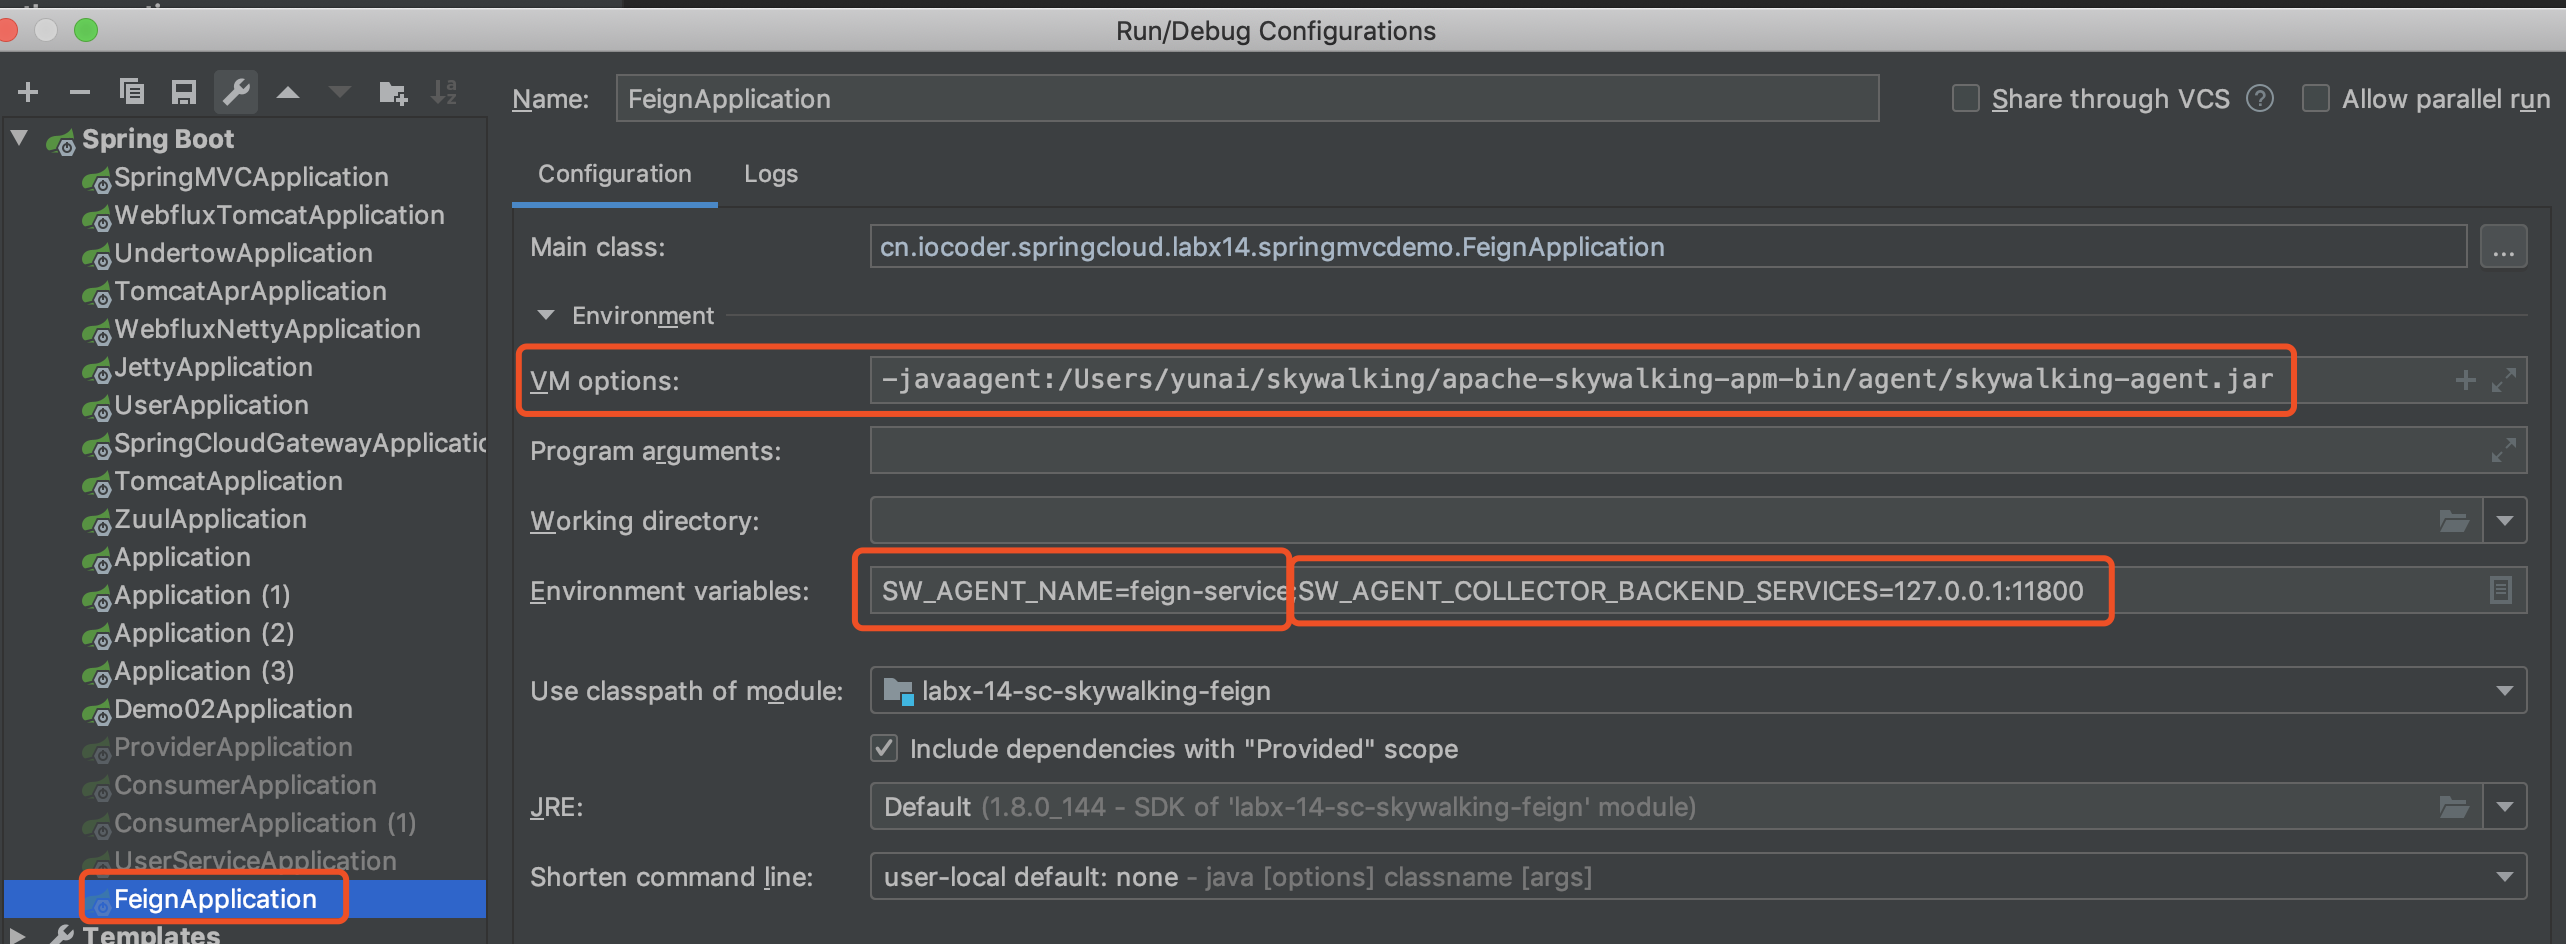 Run/Debug Configurations
Name: FeignApplication
Share through VCS ?
Allow parallel run
Spring Boot
SpringMVCApplication
WebfluxTomcatApplication
UndertowApplication
TomcatAprApplication
WebfluxNettyApplication
JettyApplication
UserApplication
SpringCloudGatewayApplicatio
TomcatApplication
ZuulApplication
Application
Application (1)
Application (2)
Application (3)
Demo02Application
ProviderApplication
ConsumerApplication
ConsumerApplication (1)
UserServiceApplication
FeignApplication
Templates
Configuration
Logs
Main class: cn.iocoder.springcloud.labx14.springmvcdemo.FeignApplication ...
Environment
VM options: -javaagent:/Users/yunai/skywalking/apache-skywalking-apm-bin/agent/skywalking-agent.jar
Program arguments:
Working directory:
Environment variables: SW_AGENT_NAME=feign-service;SW_AGENT_COLLECTOR_BACKEND_SERVICES=127.0.0.1:11800
Use classpath of module: labx-14-sc-skywalking-feign
Include dependencies with "Provided" scope
JRE: Default (1.8.0_144 - SDK of 'labx-14-sc-skywalking-feign' module)
Shorten command line: user-local default: none - java [options] classname [args]